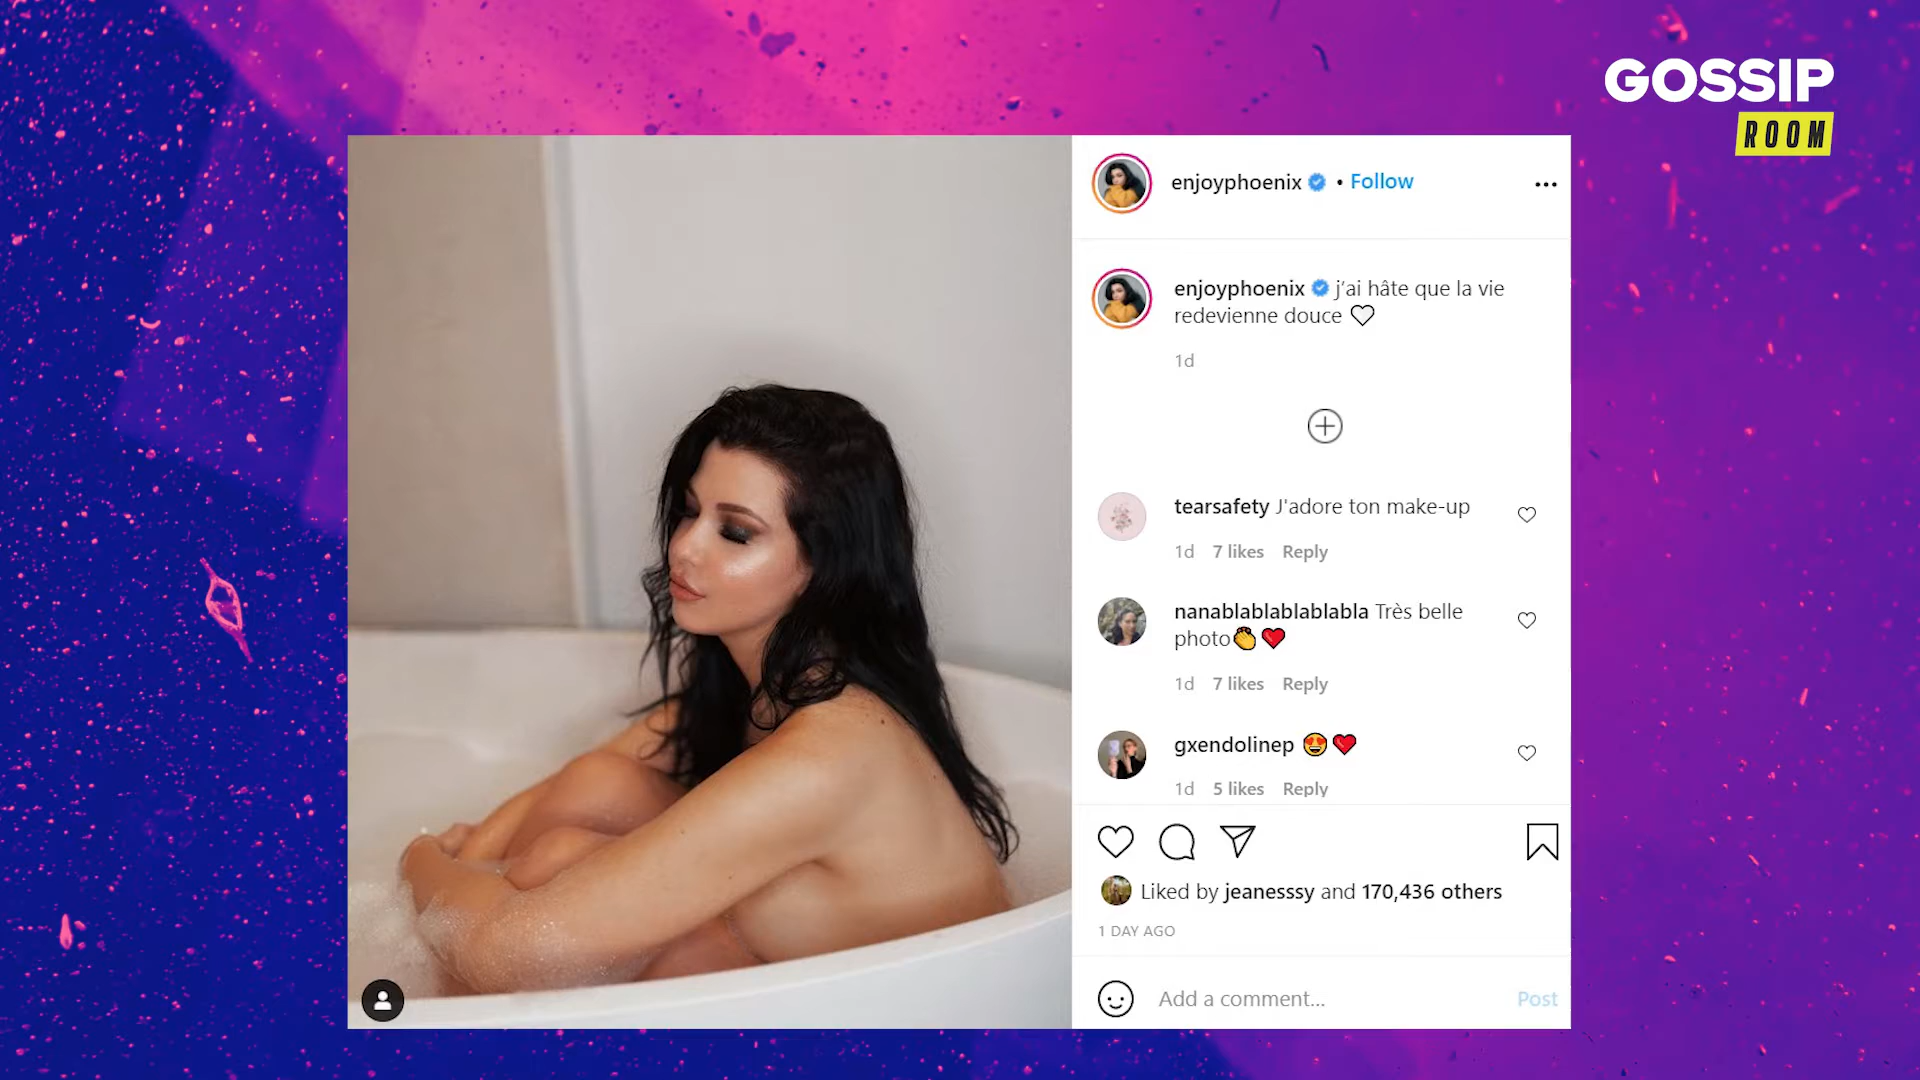 GOSSIP
ROOM
enjoyphoenix • Follow
enjoyphoenix j'ai hâte que la vie
redevienne douce
1d
tearsafety J'adore ton make-up
1d 7 likes Reply
nanablablablablabla Très belle
photo
1d 7 likes Reply
gxendolinep
1d 5 likes Reply
Liked by jeanesssy and 170,436 others
1 DAY AGO
Add a comment... Post